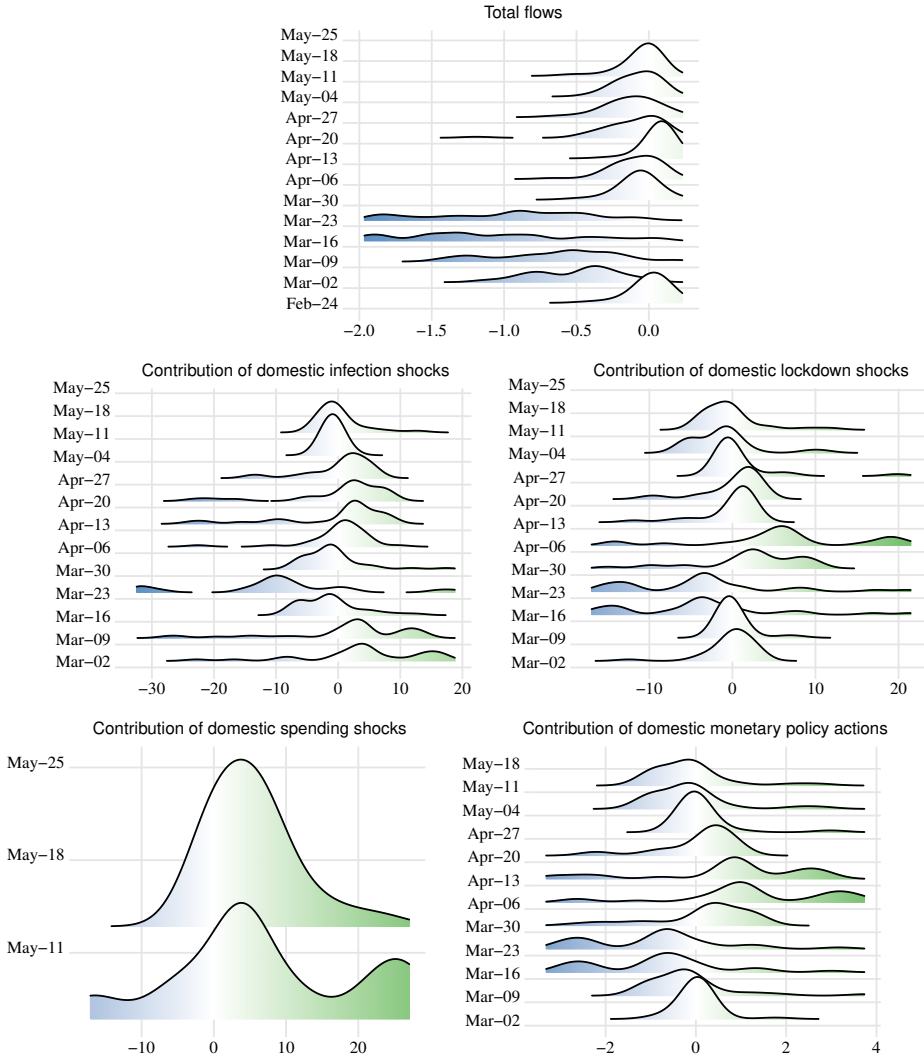 Total flows
May−25
May−18
May−11
May−04
Apr−27
Apr−20
Apr−13
Apr−06
Mar−30
Mar−23
Mar−16
Mar−09
Mar−02
Feb−24
−2.0 −1.5 −1.0 −0.5 0.0
Contribution of domestic infection shocks
May−25
May−18
May−11
May−04
Apr−27
Apr−20
Apr−13
Apr−06
Mar−30
Mar−23
Mar−16
Mar−09
Mar−02
−30 −20 −10 0 10 20
Contribution of domestic lockdown shocks
May−25
May−18
May−11
May−04
Apr−27
Apr−20
Apr−13
Apr−06
Mar−30
Mar−23
Mar−16
Mar−09
Mar−02
−10 0 10 20
Contribution of domestic spending shocks
May−25
May−18
May−11
−10 0 10 20
Contribution of domestic monetary policy actions
May−18
May−11
May−04
Apr−27
Apr−20
Apr−13
Apr−06
Mar−30
Mar−23
Mar−16
Mar−09
Mar−02
−2 0 2 4